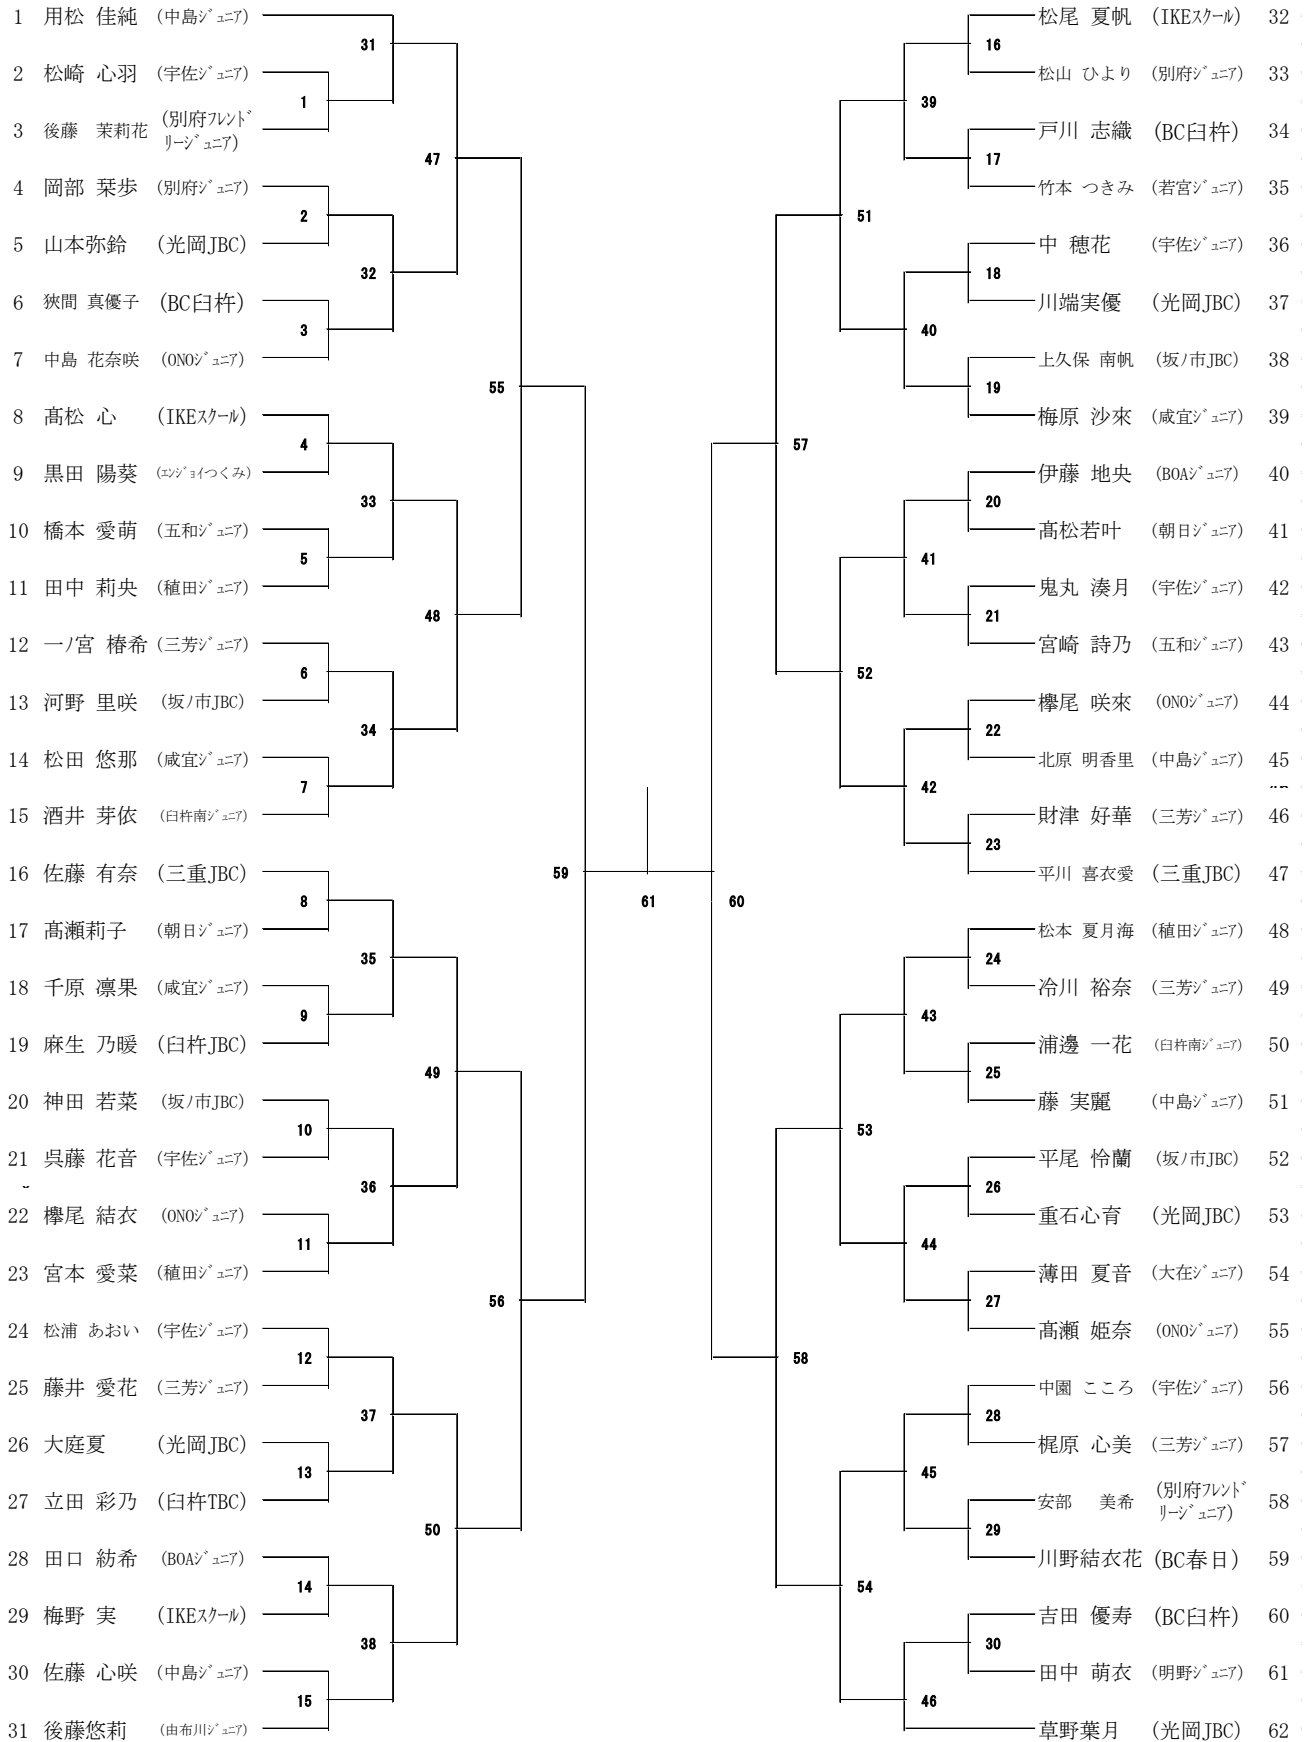 1 用松 佳純 (中島ジュニア)
2 松崎 心羽 (宇佐ジュニア)
3 後藤 茉莉花 (別府フレンドリージュニア)
4 岡部 栞歩 (別府ジュニア)
5 山本弥鈴 (光岡JBC)
6 狹間 真優子 (BC臼杵)
7 中島 花奈咲 (ONOジュニア)
8 髙松 心 (IKEスクール)
9 黒田 陽葵 (エンジョイつくみ)
10 橋本 愛萌 (五和ジュニア)
11 田中 莉央 (稙田ジュニア)
12 一ノ宮 椿希 (三芳ジュニア)
13 河野 里咲 (坂ノ市JBC)
14 松田 悠那 (咸宜ジュニア)
15 酒井 芽依 (臼杵南ジュニア)
16 佐藤 有奈 (三重JBC)
17 髙瀬莉子 (朝日ジュニア)
18 千原 凛果 (咸宜ジュニア)
19 麻生 乃暖 (臼杵JBC)
20 神田 若菜 (坂ノ市JBC)
21 呉藤 花音 (宇佐ジュニア)
22 欅尾 結衣 (ONOジュニア)
23 宮本 愛菜 (稙田ジュニア)
24 松浦 あおい (宇佐ジュニア)
25 藤井 愛花 (三芳ジュニア)
26 大庭夏 (光岡JBC)
27 立田 彩乃 (臼杵TBC)
28 田口 紡希 (BOAジュニア)
29 梅野 実 (IKEスクール)
30 佐藤 心咲 (中島ジュニア)
31 後藤悠莉 (由布川ジュニア)
1
2
3
4
5
6
7
8
9
10
11
12
13
14
15
31
32
33
34
35
36
37
38
47
48
49
50
55
56
59
61
60
57
58
51
52
53
54
39
40
41
42
43
44
45
46
16
17
18
19
20
21
22
23
24
25
26
27
28
29
30
松尾 夏帆 (IKEスクール) 32
松山 ひより (別府ジュニア) 33
戸川 志織 (BC臼杵) 34
竹本 つきみ (若宮ジュニア) 35
中 穂花 (宇佐ジュニア) 36
川端実優 (光岡JBC) 37
上久保 南帆 (坂ノ市JBC) 38
梅原 沙來 (咸宜ジュニア) 39
伊藤 地央 (BOAジュニア) 40
髙松若叶 (朝日ジュニア) 41
鬼丸 湊月 (宇佐ジュニア) 42
宮崎 詩乃 (五和ジュニア) 43
欅尾 咲來 (ONOジュニア) 44
北原 明香里 (中島ジュニア) 45
財津 好華 (三芳ジュニア) 46
平川 喜衣愛 (三重JBC) 47
松本 夏月海 (稙田ジュニア) 48
冷川 裕奈 (三芳ジュニア) 49
浦邊 一花 (臼杵南ジュニア) 50
藤 実麗 (中島ジュニア) 51
平尾 怜蘭 (坂ノ市JBC) 52
重石心育 (光岡JBC) 53
薄田 夏音 (大在ジュニア) 54
髙瀬 姫奈 (ONOジュニア) 55
中園 こころ (宇佐ジュニア) 56
梶原 心美 (三芳ジュニア) 57
安部 美希 (別府フレンドリージュニア) 58
川野結衣花 (BC春日) 59
吉田 優寿 (BC臼杵) 60
田中 萌衣 (明野ジュニア) 61
草野葉月 (光岡JBC) 62